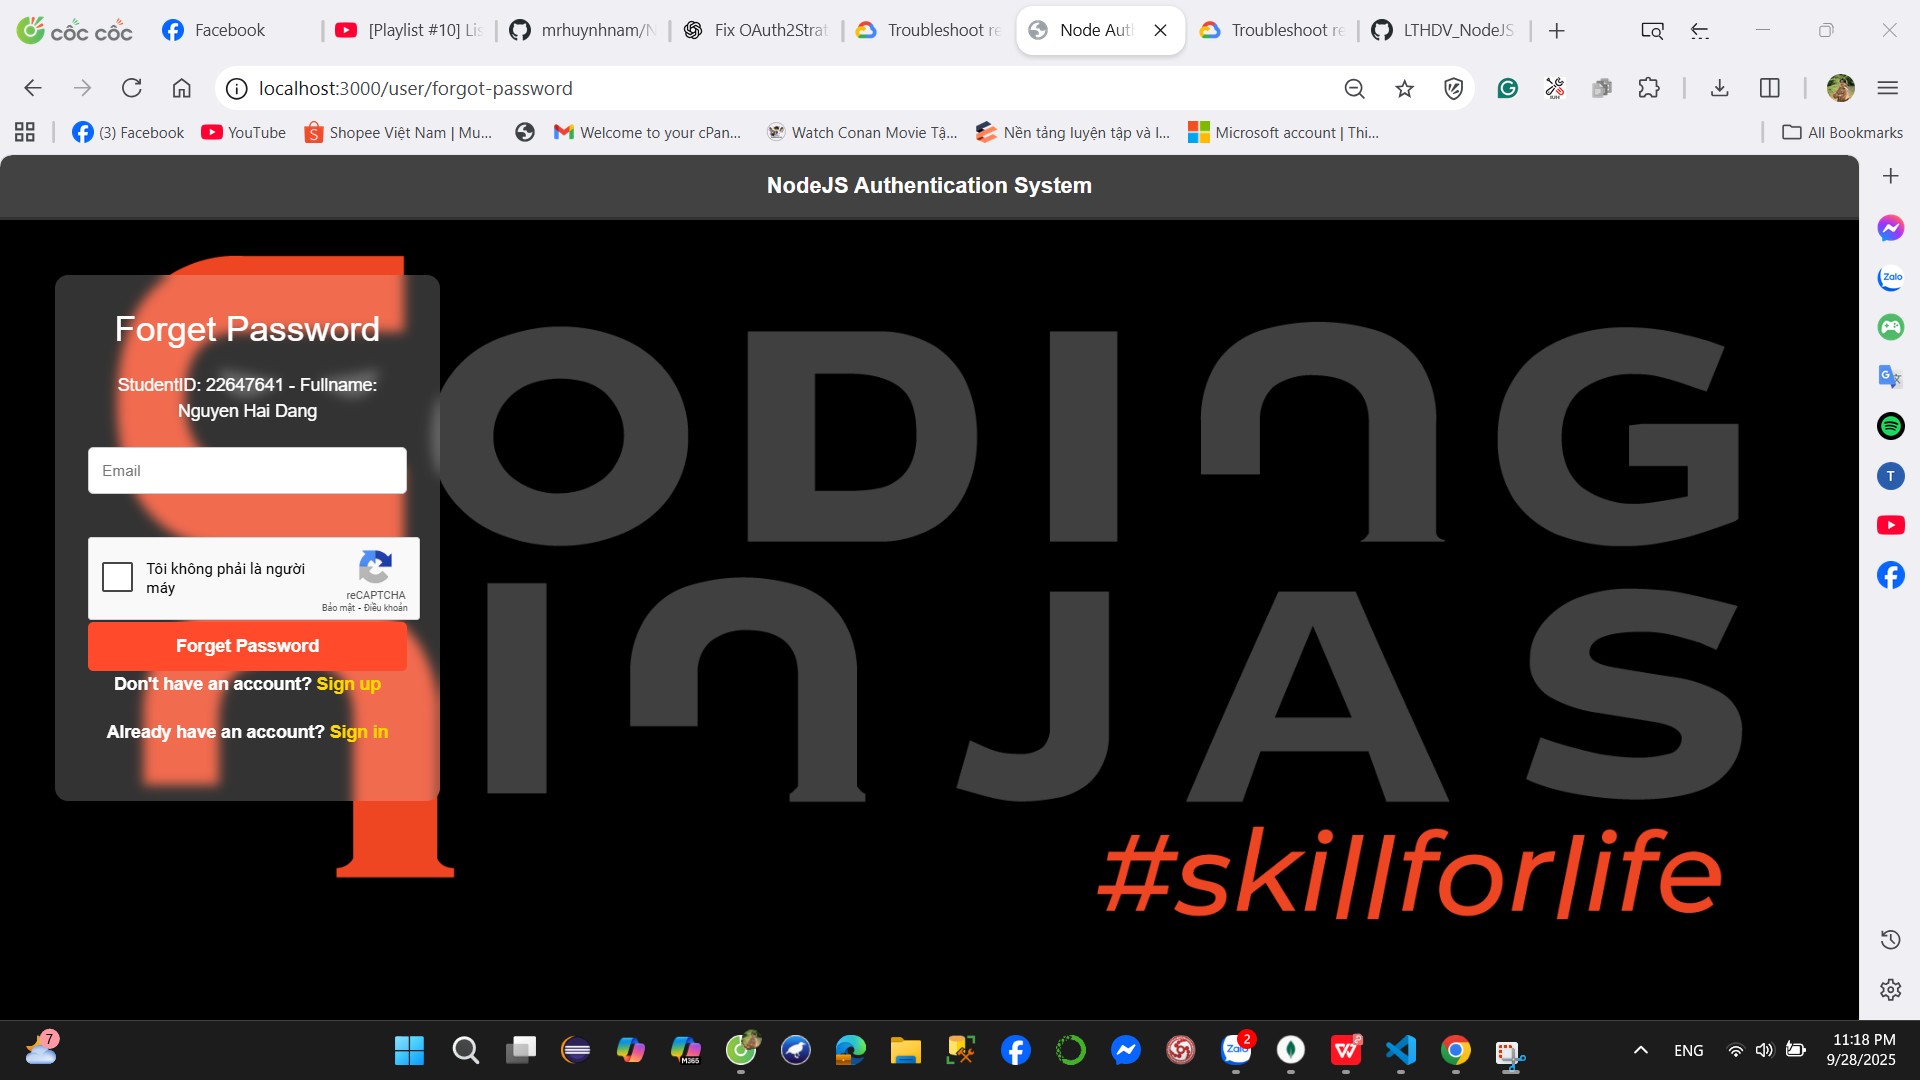 cốc cốc
Facebook
[Playlist #10] Lis
mrhuynhnam/N
Fix OAuth2Strat
Troubleshoot re
Node Auth
Troubleshoot re
LTHDV_NodeJS
localhost:3000/user/forgot-password
(3) Facebook
YouTube
Shopee Việt Nam | Mu...
Welcome to your cPan...
Watch Conan Movie Tậ...
Nền tảng luyện tập và l...
Microsoft account | Thi...
All Bookmarks
NodeJS Authentication System
Forget Password
StudentID: 22647641 - Fullname:
Nguyen Hai Dang
Email
Tôi không phải là người
máy
reCAPTCHA
Bảo mật - Điều khoản
Forget Password
Don't have an account? Sign up
Already have an account? Sign in
ODING
NINJAS
#skillforlife
Zalo
T
7
M365
Zalo
2
ENG
11:18 PM
9/28/2025